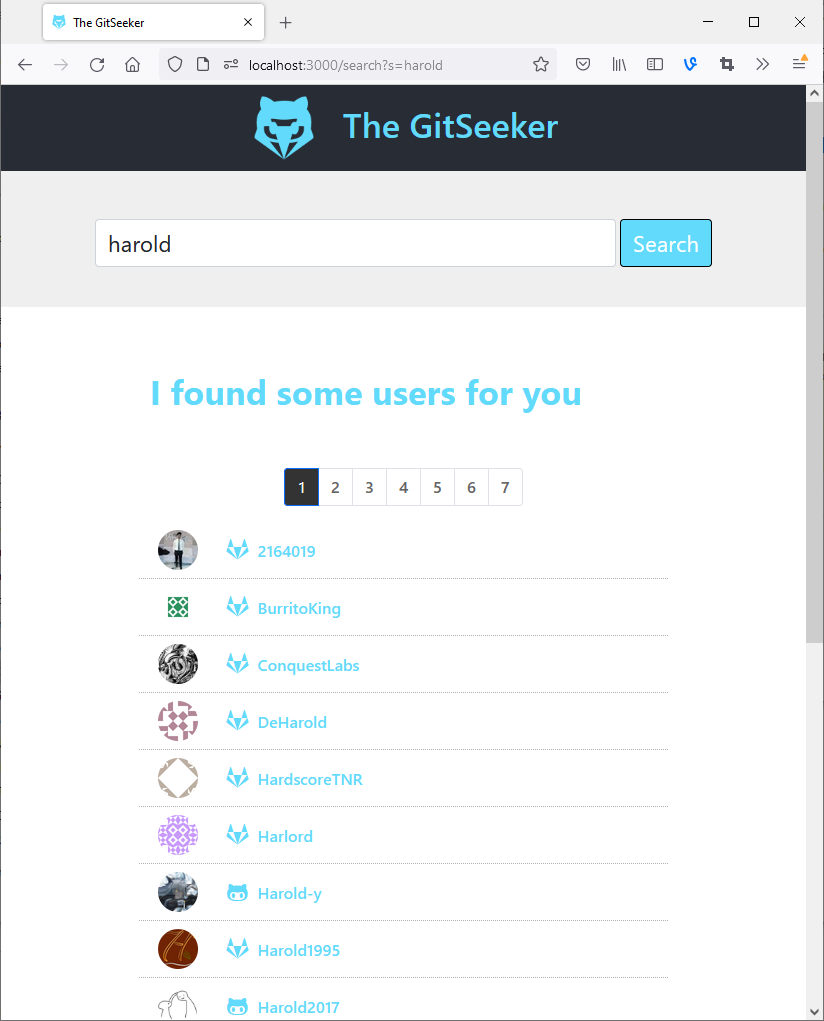 The GitSeeker
localhost:3000/search?s=harold
The GitSeeker
harold
Search
I found some users for you
1 2 3 4 5 6 7
2164019
BurritoKing
ConquestLabs
DeHarold
HardscoreTNR
Harlord
Harold-y
Harold1995
Harold2017